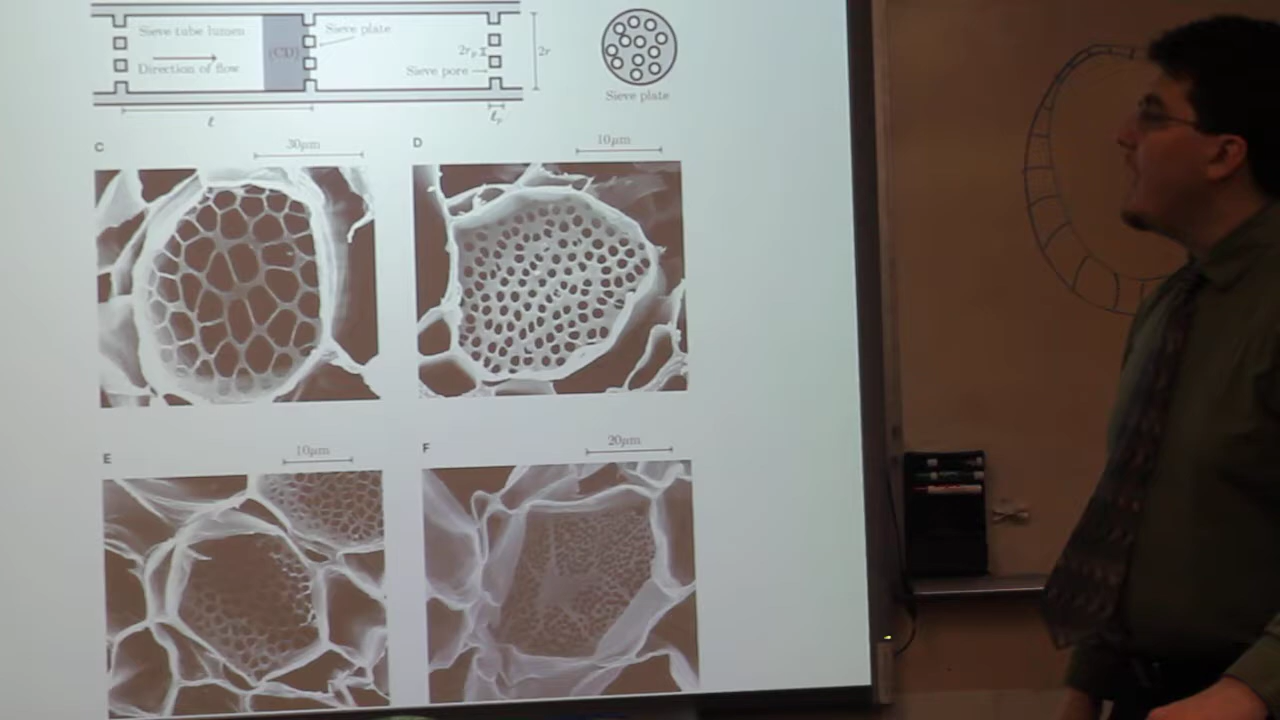 Sieve tube lumen
Direction of flow
(CD)
Sieve plate
2rₚ
Sieve pore
2r
ℓ
ℓₚ
Sieve plate
C
30μm
D
10μm
E
10μm
F
20μm